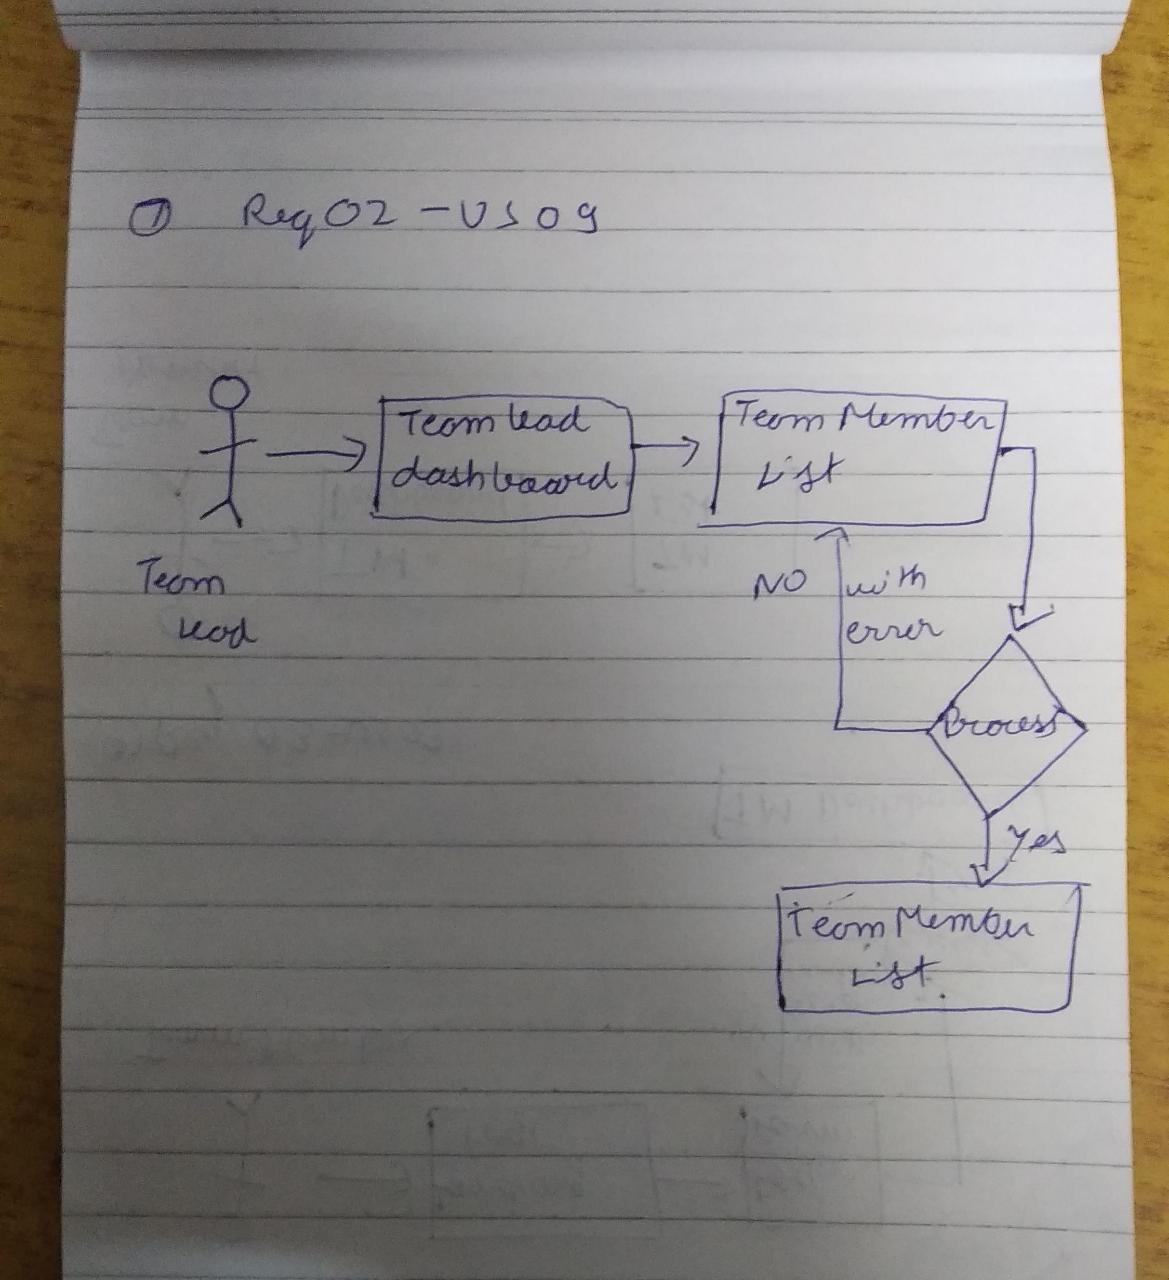 ① Req02 - US09
Team lead
dashboard
Team Member
List
Team
lead
NO
with
error
Process
Yes
Team Member
List.